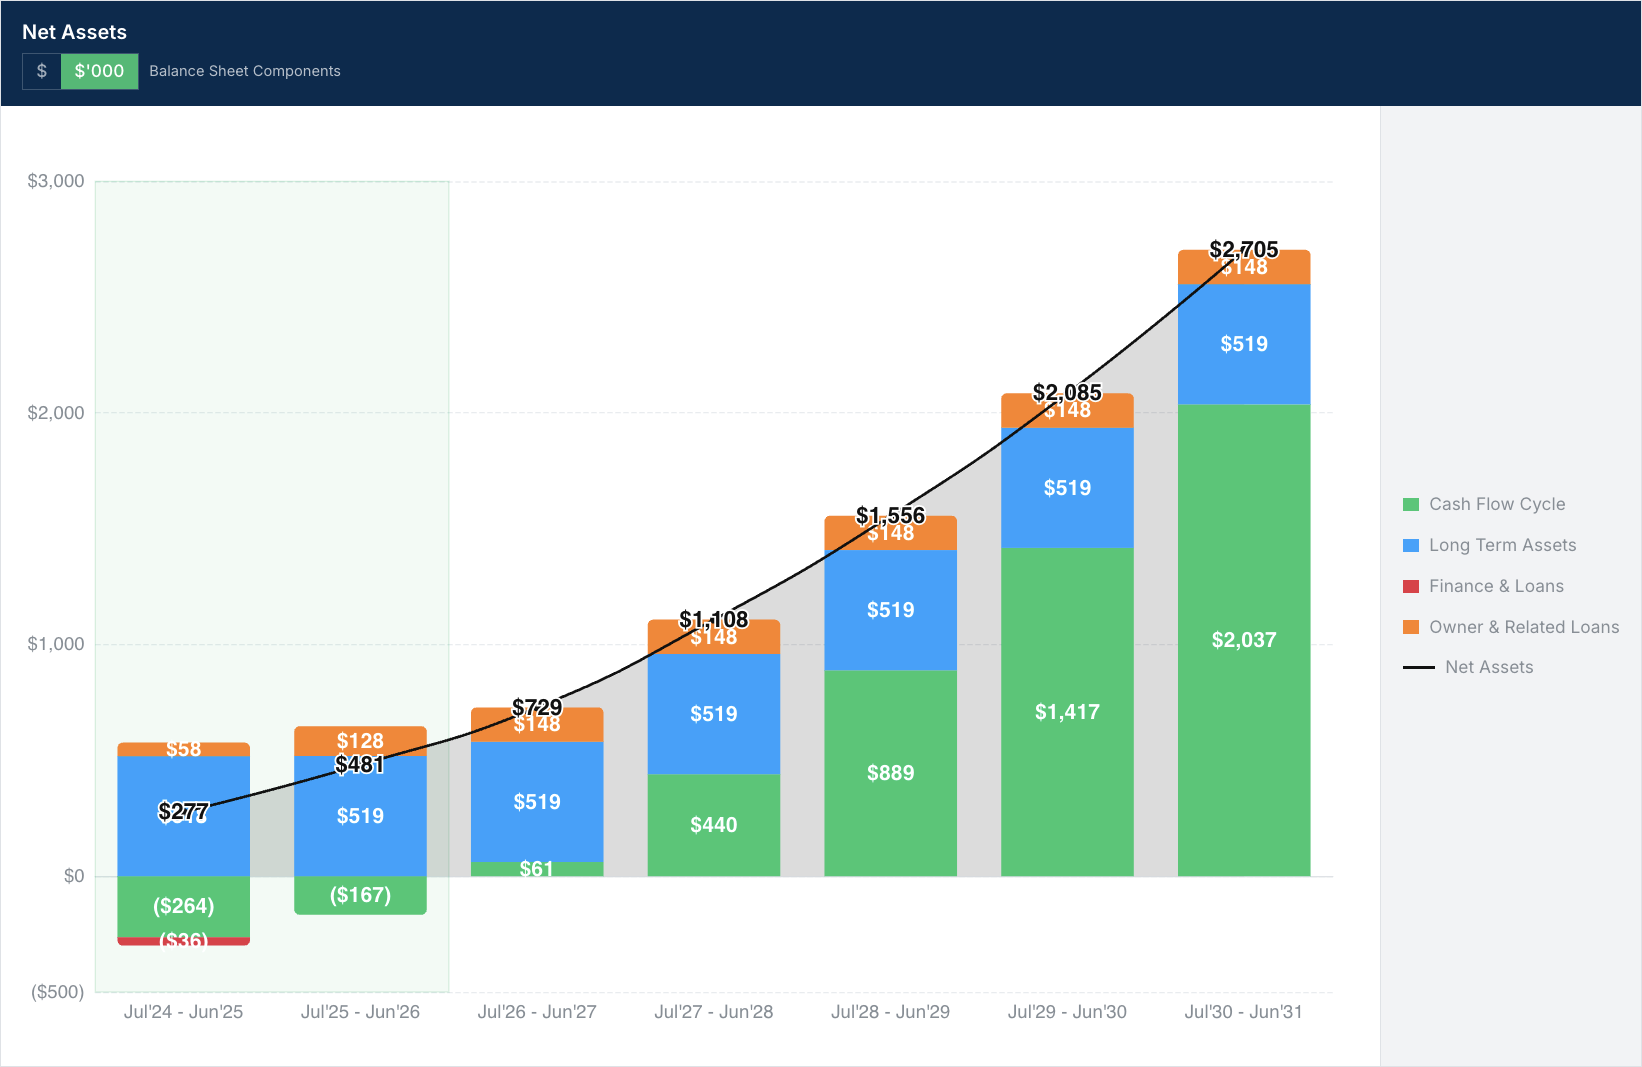 Net Assets
$ $'000 Balance Sheet Components
$3,000
$2,000
$1,000
$0
($500)
$58
$277
($264)
($36)
$128
$481
$519
($167)
$729
$148
$519
$61
$1,108
$148
$519
$440
$1,556
$148
$519
$889
$2,085
$148
$519
$1,417
$2,705
$148
$519
$2,037
Jul'24 - Jun'25
Jul'25 - Jun'26
Jul'26 - Jun'27
Jul'27 - Jun'28
Jul'28 - Jun'29
Jul'29 - Jun'30
Jul'30 - Jun'31
Cash Flow Cycle
Long Term Assets
Finance & Loans
Owner & Related Loans
Net Assets